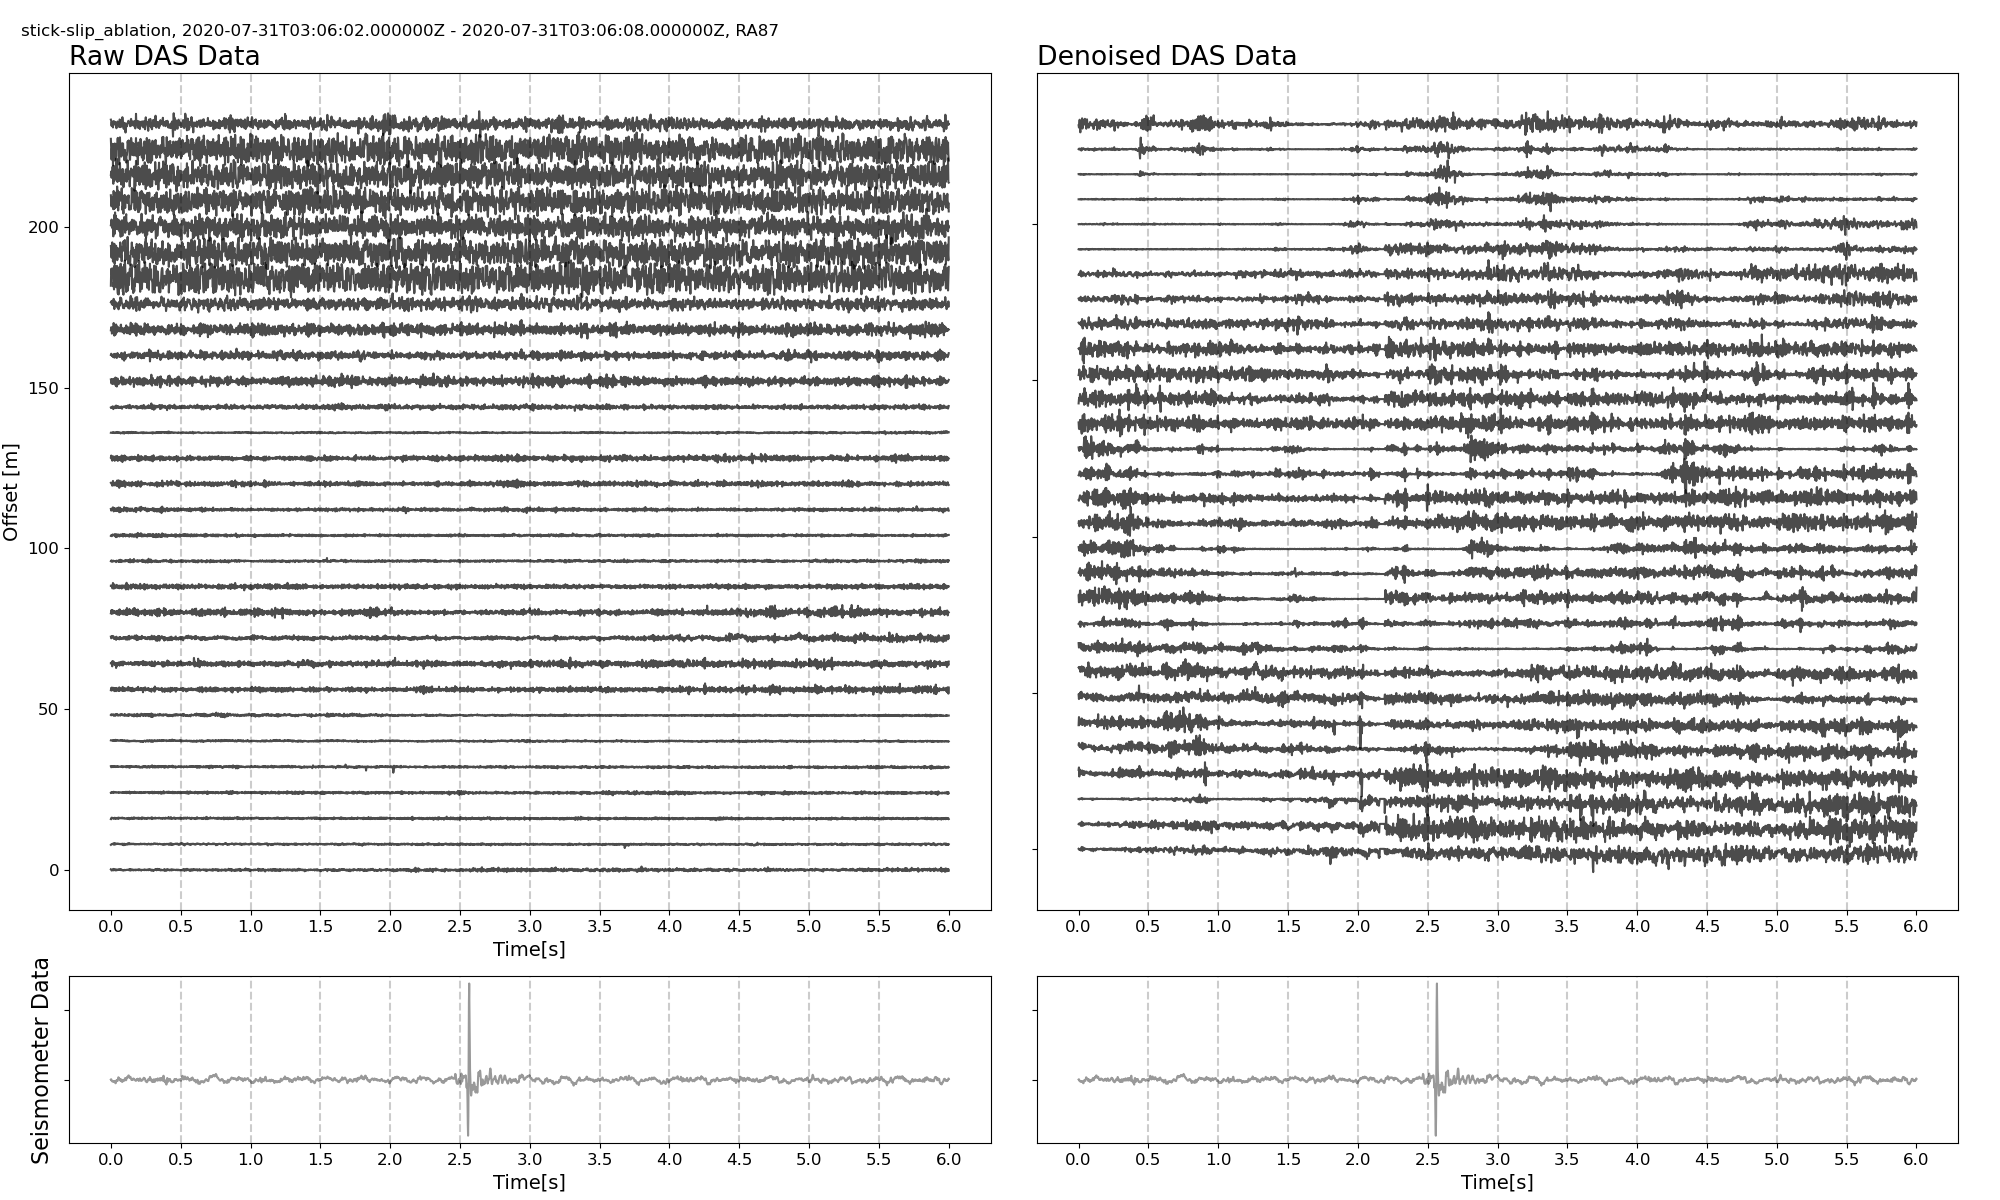 stick-slip_ablation, 2020-07-31T03:06:02.000000Z - 2020-07-31T03:06:08.000000Z, RA87
Raw DAS Data
Denoised DAS Data
Offset [m]
200
150
100
50
0
0.0 0.5 1.0 1.5 2.0 2.5 3.0 3.5 4.0 4.5 5.0 5.5 6.0
Time[s]
0.0 0.5 1.0 1.5 2.0 2.5 3.0 3.5 4.0 4.5 5.0 5.5 6.0
Seismometer Data
0.0 0.5 1.0 1.5 2.0 2.5 3.0 3.5 4.0 4.5 5.0 5.5 6.0
Time[s]
0.0 0.5 1.0 1.5 2.0 2.5 3.0 3.5 4.0 4.5 5.0 5.5 6.0
Time[s]